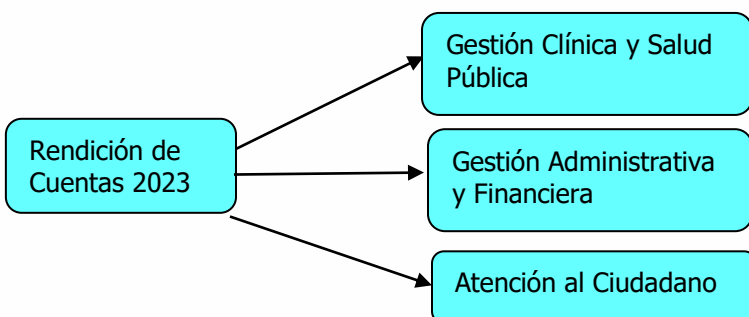 Gestión Clínica y Salud
Pública
Rendición de
Cuentas 2023
Gestión Administrativa
y Financiera
Atención al Ciudadano